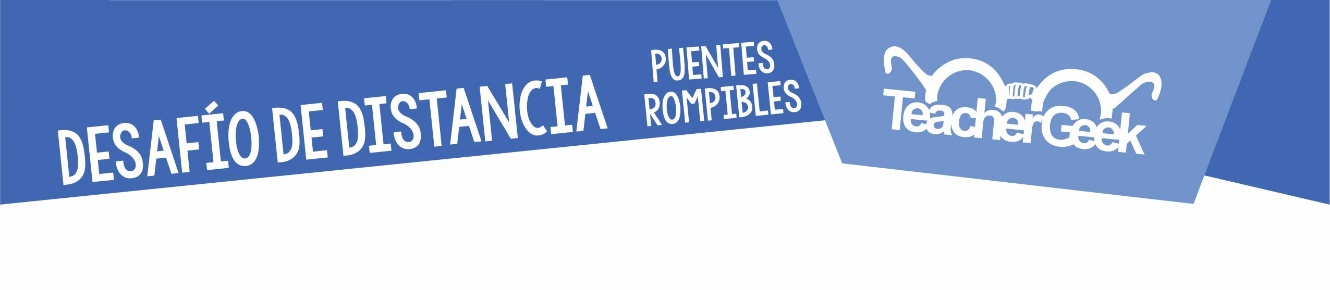 DESAFÍO DE DISTANCIA
PUENTES
ROMPIBLES
TeacherGeek